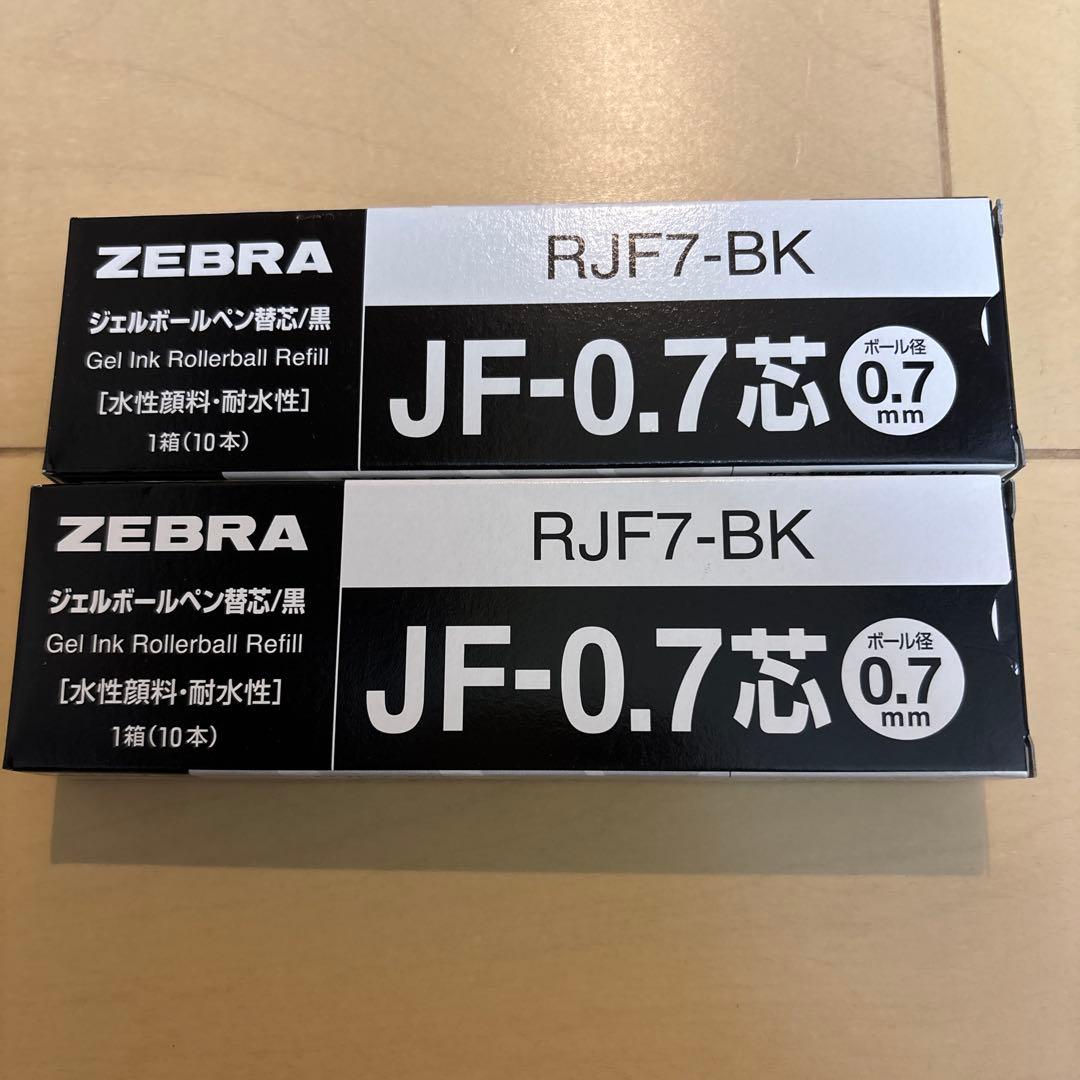 ZEBRA
ジェルボールペン替芯/黒
Gel Ink Rollerball Refill
[水性顔料・耐水性]
1箱(10本)
RJF7-BK
JF-0.7芯
ボール径
0.7
mm
ZEBRA
ジェルボールペン替芯/黒
Gel Ink Rollerball Refill
[水性顔料・耐水性]
1箱(10本)
RJF7-BK
JF-0.7芯
ボール径
0.7
mm